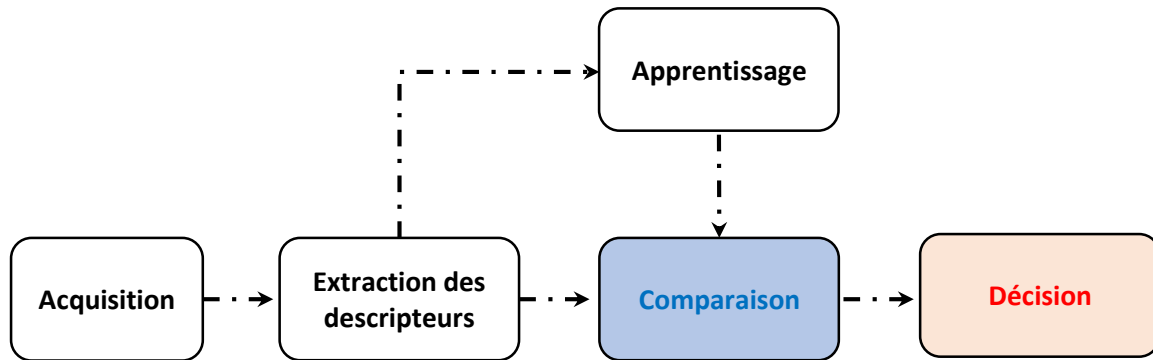 Apprentissage
Acquisition
Extraction des
descripteurs
Comparaison
Décision